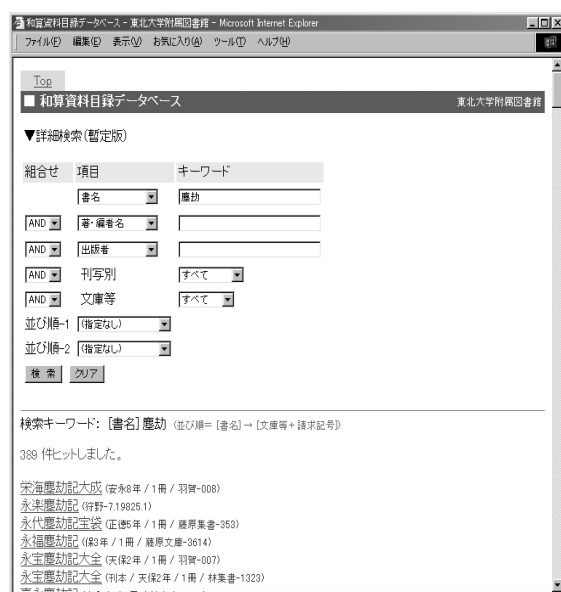 和算資料目録データベース - 東北大学附属図書館 - Microsoft Internet Explorer
ファイル(F) 編集(E) 表示(V) お気に入り(A) ツール(T) ヘルプ(H)
Top
■ 和算資料目録データベース 東北大学附属図書館
▼詳細検索(暫定版)
組合せ 項目 キーワード
書名 塵劫
AND 著・編者名
AND 出版者
AND 刊写別 すべて
AND 文庫等 すべて
並び順-1 (指定なし)
並び順-2 (指定なし)
検 索 クリア
検索キーワード: [書名] 塵劫 (並び順= [書名] → [文庫等+請求記号])
389 件ヒットしました。
栄海塵劫記大成 (安永8年 / 1冊 / 羽賀-008)
永楽塵劫記 (狩野-7.19825.1)
永代塵劫記宝袋 (正徳5年 / 1冊 / 藤原集書-353)
永福塵劫記 (保3年 / 1冊 / 藤原文庫-3614)
永宝塵劫記大全 (天保2年 / 1冊 / 羽賀-007)
永宝塵劫記大全 (刊本 / 天保2年 / 1冊 / 林集書-1323)